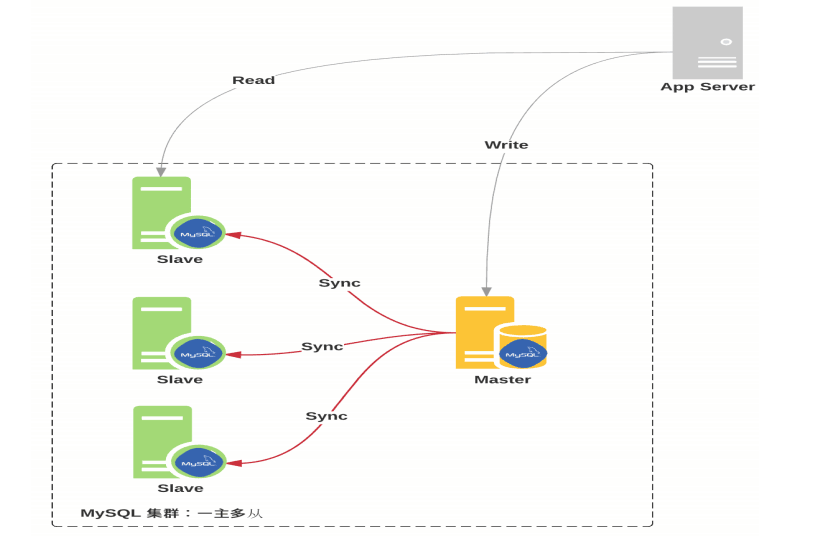 Read
App Server
Write
MySQL
Slave
Sync
MySQL
Slave
Sync
MySQL
Master
Sync
MySQL
Slave
MySQL 集群：一主多从